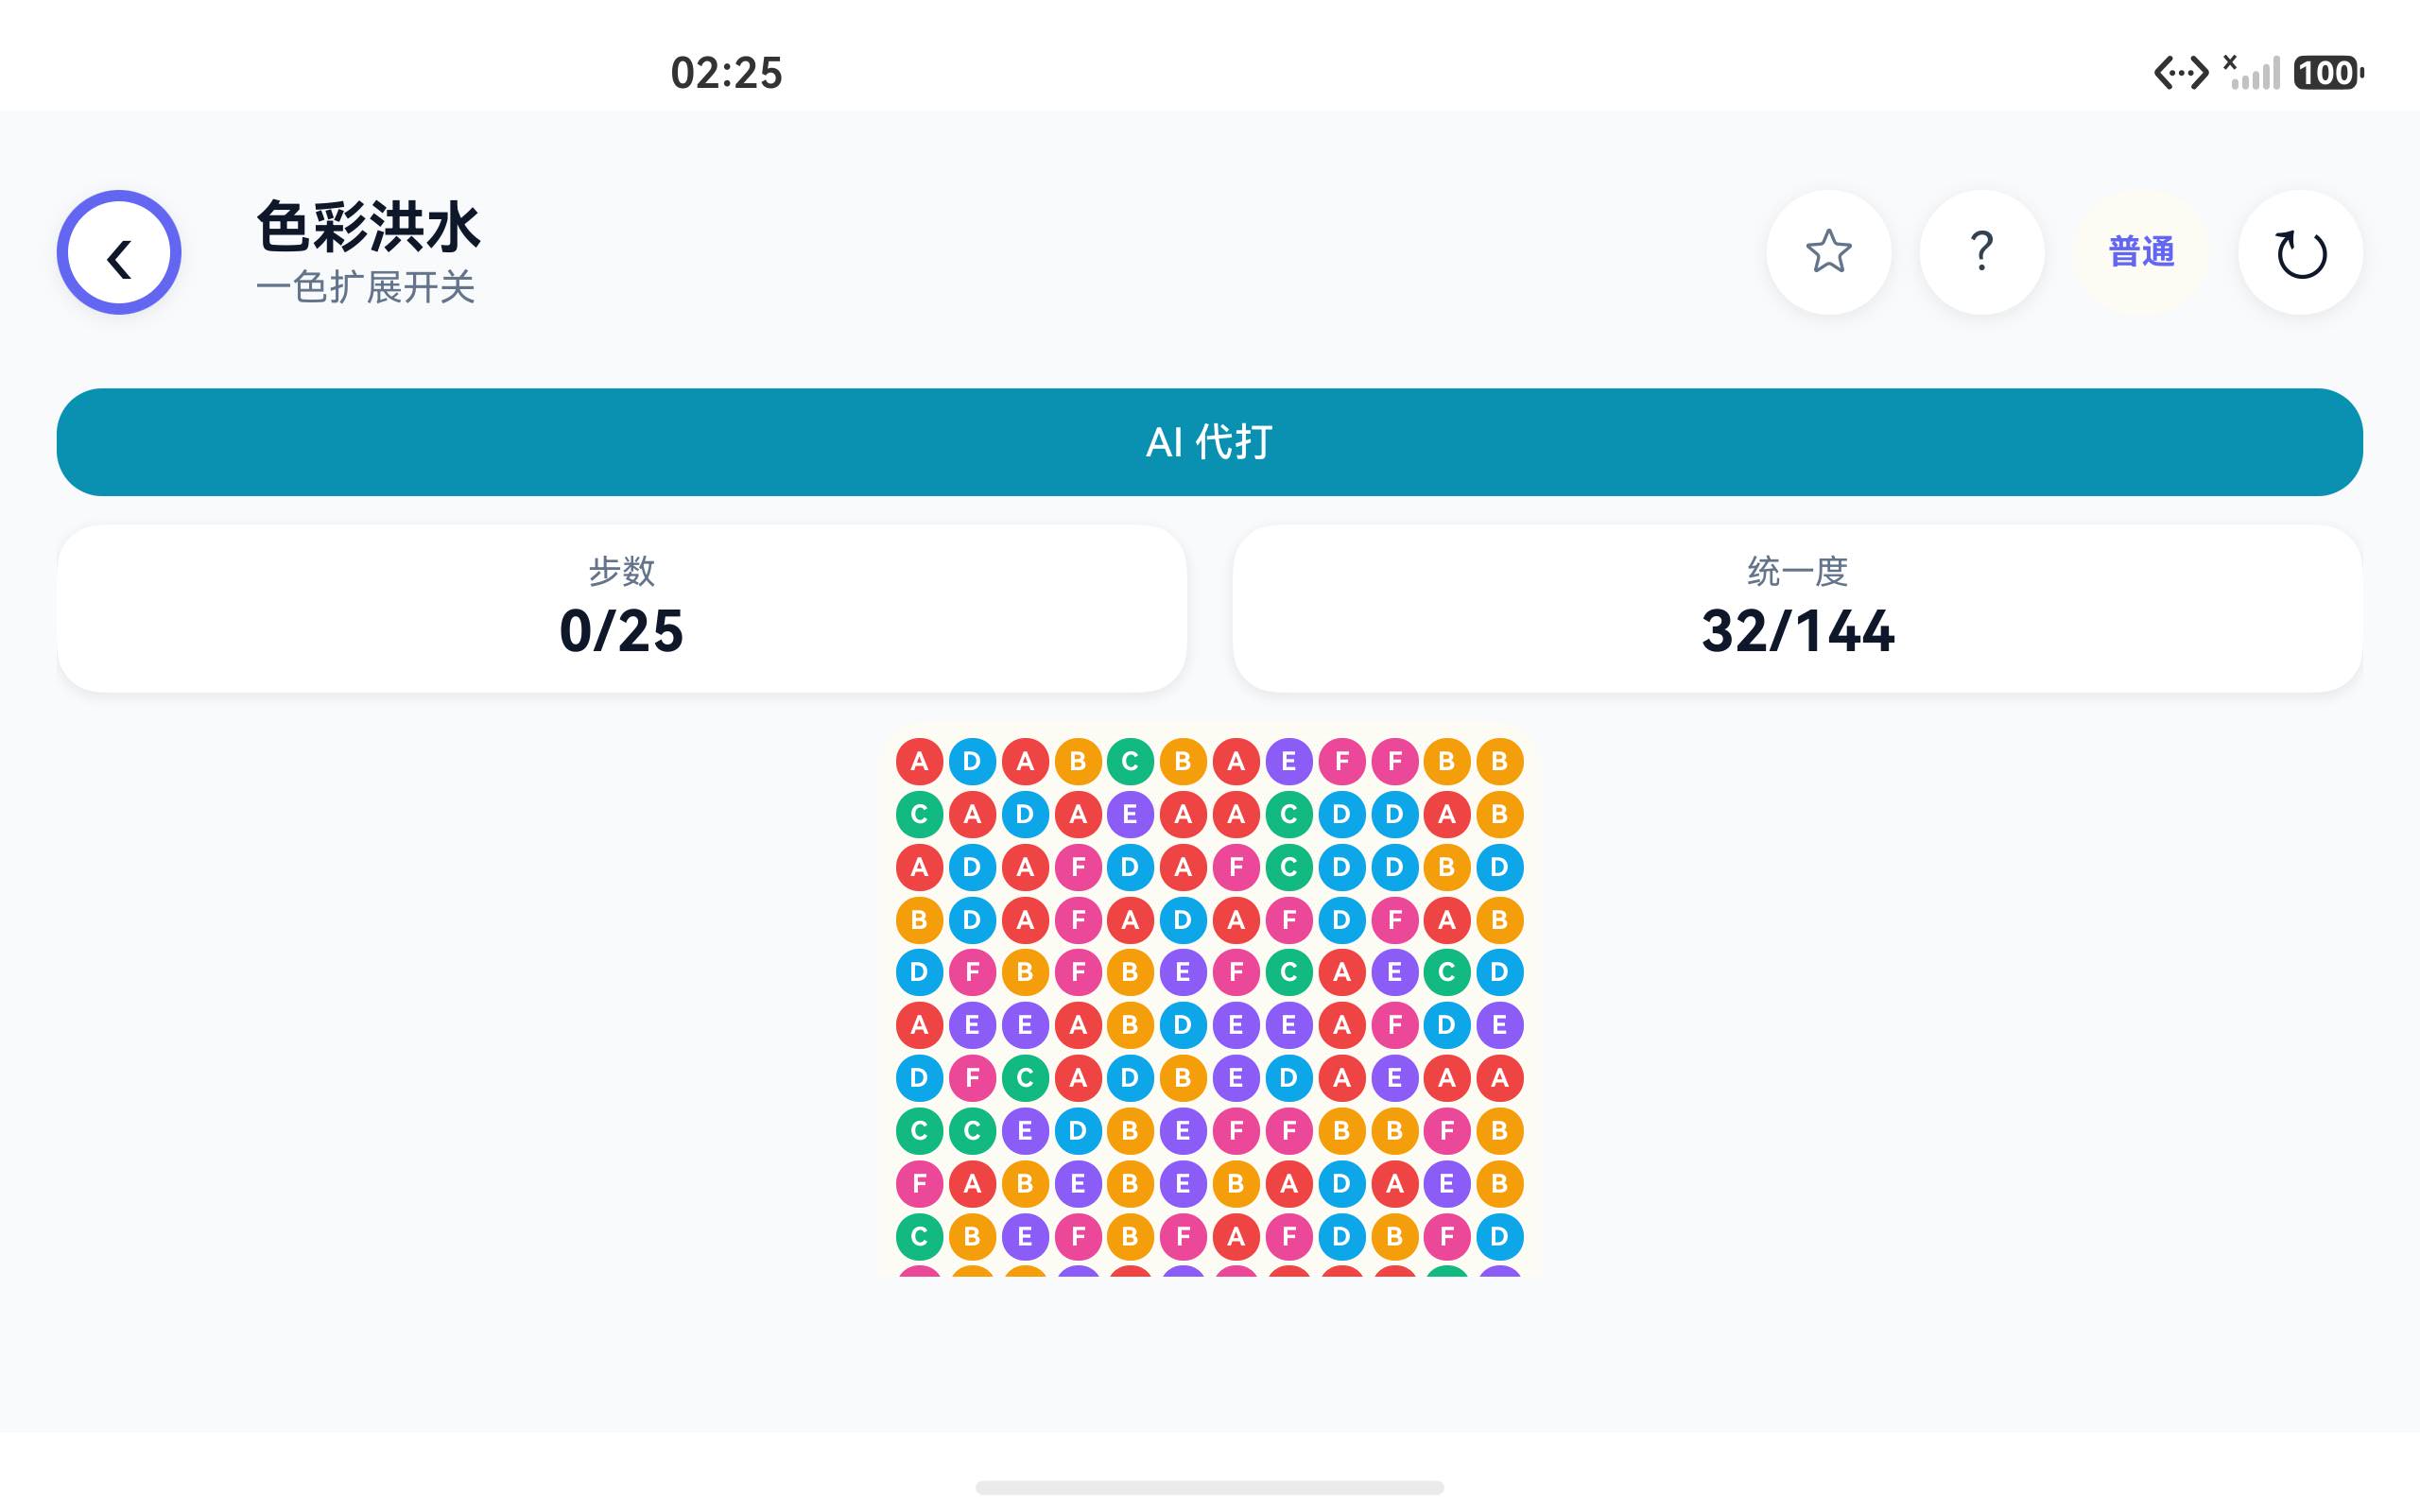 02:25
100
色彩洪水
一色扩展开关
?
普通
AI 代打
步数
0/25
统一度
32/144
A D A B C B A E F F B B
C A D A E A A C D D A B
A D A F D A F C D D B D
B D A F A D A F D F A B
D F B F B E F C A E C D
A E E A B D E E A F D E
D F C A D B E D A E A A
C C E D B E F F B B F B
F A B E B E B A D A E B
C B E F B F A F D B F D